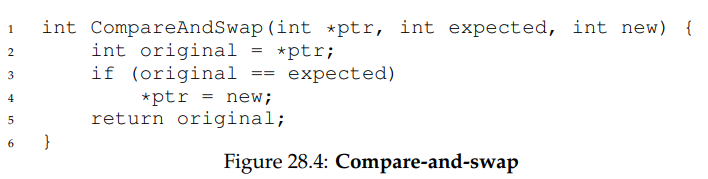 1 int CompareAndSwap(int *ptr, int expected, int new) {
2     int original = *ptr;
3     if (original == expected)
4         *ptr = new;
5     return original;
6 }
Figure 28.4: Compare-and-swap